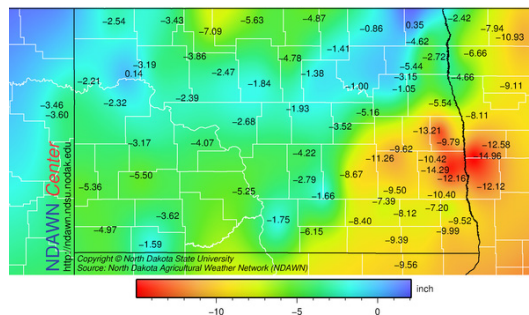 -2.54 -3.43 -5.63 -4.87 0.35 -2.42
-7.09 -0.86 -7.94
-10.93
-4.62
-3.86 -4.78 -1.41 -2.72 -6.66
-3.19 -5.44
0.14 -2.47 -1.38 -3.15 -4.66
-2.21 -1.84 -1.00 -1.05 -9.11
-3.46 -2.32 -2.39 -5.54
-3.60 -1.93 -5.16 -8.11
-2.68 -3.52 -13.21
-3.17 -4.07 -9.62 -9.79 -12.58
-4.22 -11.26 -10.42 -14.96
-5.50 -2.79 -8.67 -14.29
-5.36 -12.16 -12.12
-5.25 -1.66 -9.50 -10.40
-7.39 -7.20
-3.62 -1.75 -8.40 -8.12 -9.52
-4.97 -6.15 -9.99
-1.59 -9.39
-9.56
NDAWN Center
http://ndawn.ndsu.nodak.edu
Copyright © North Dakota State University
Source: North Dakota Agricultural Weather Network (NDAWN)
inch
-10 -5 0